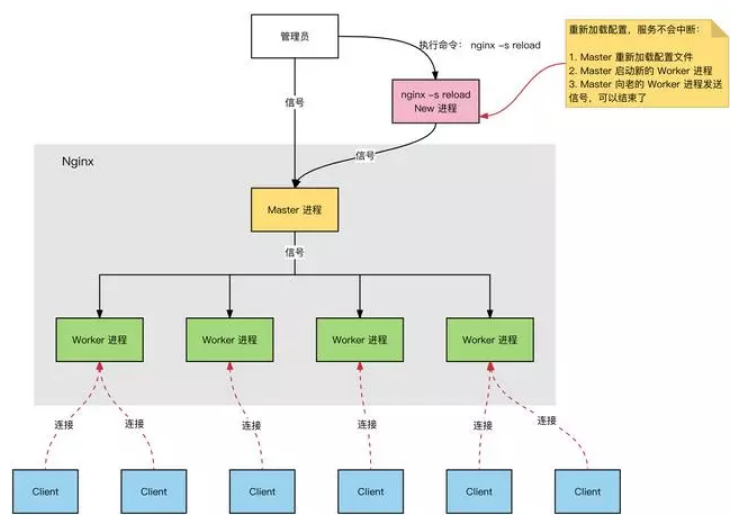 管理员
执行命令： nginx -s reload
重新加载配置，服务不会中断：
1. Master 重新加载配置文件
2. Master 启动新的 Worker 进程
3. Master 向老的 Worker 进程发送
信号，可以结束了
信号
nginx -s reload
New 进程
信号
Nginx
Master 进程
信号
Worker 进程
Worker 进程
Worker 进程
Worker 进程
连接
连接
连接
连接
连接
连接
Client
Client
Client
Client
Client
Client